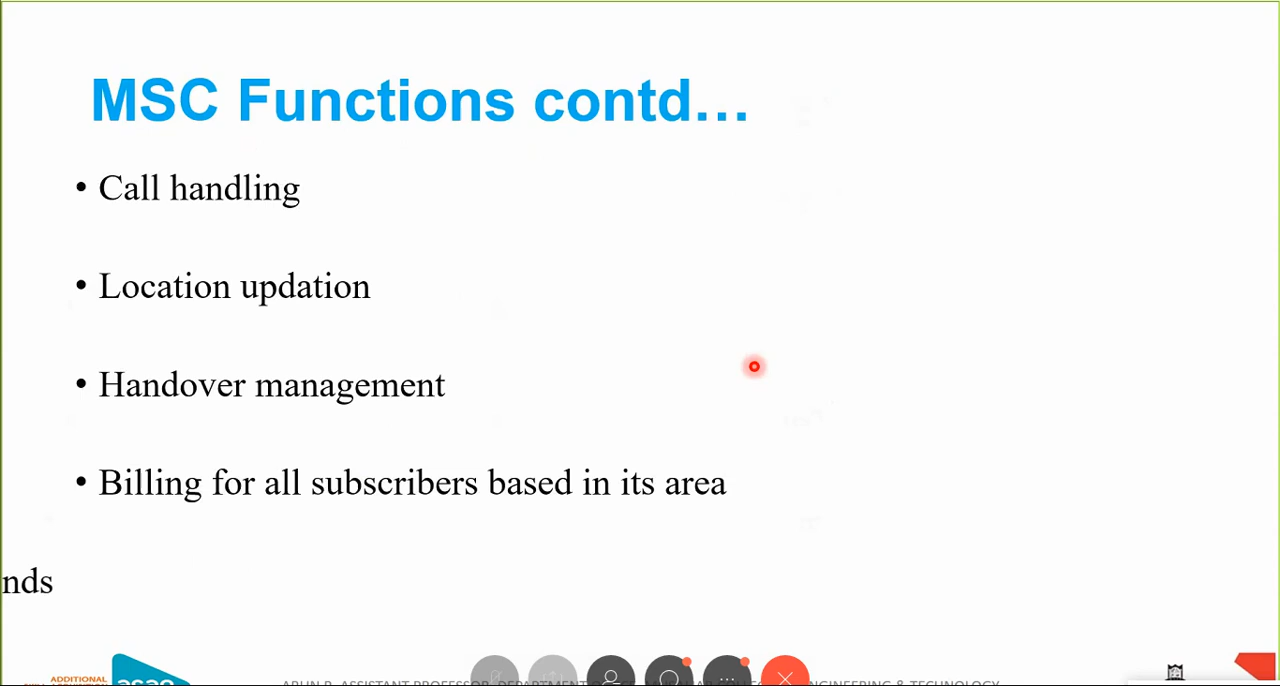 MSC Functions contd...
• Call handling
• Location updation
• Handover management
• Billing for all subscribers based in its area
nds
ADDITIONAL
asap
ARUN R, ASSISTANT PROFESSOR, DEPARTMENT
ENGINEERING & TECHNOLOGY